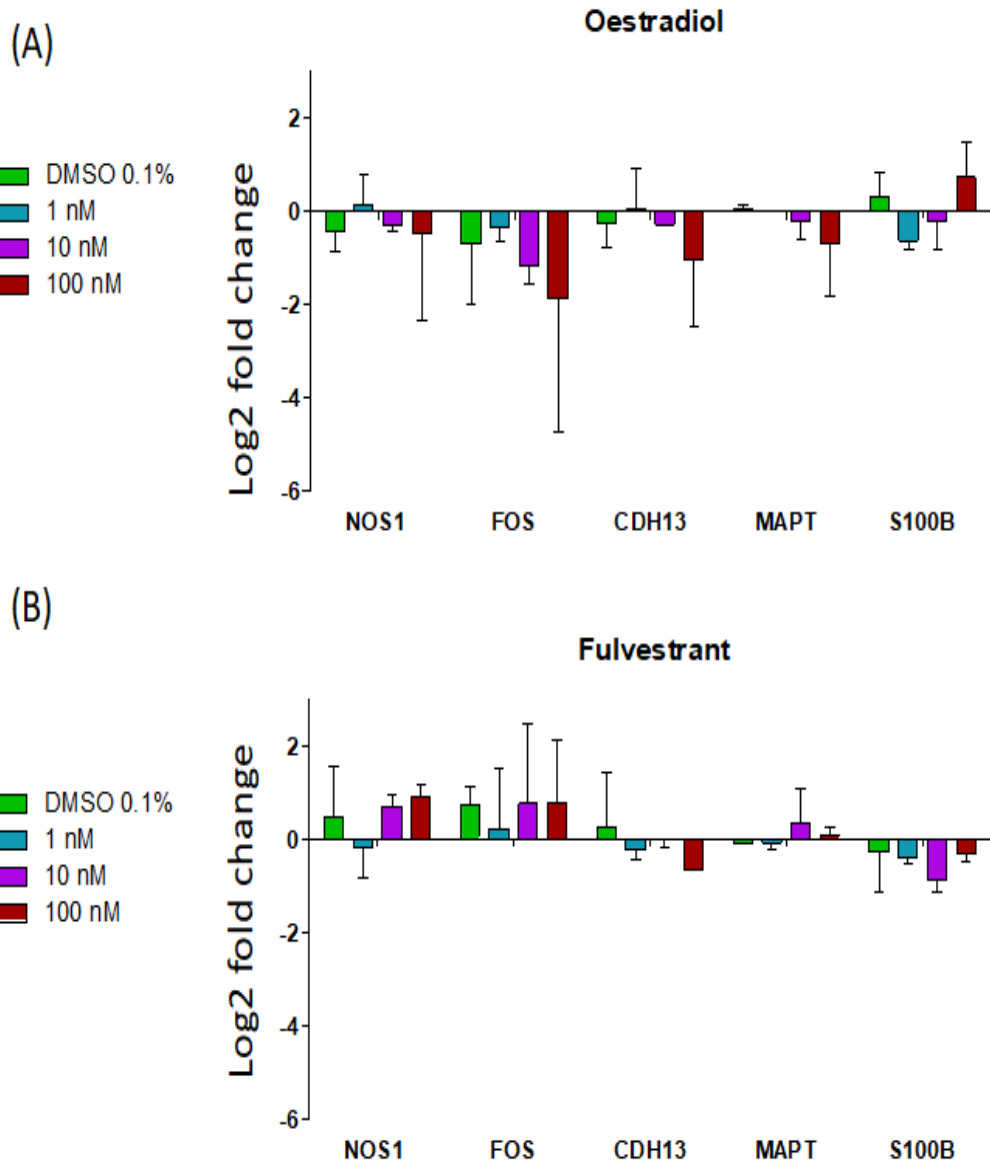 (A)
Oestradiol
DMSO 0.1%
1 nM
10 nM
100 nM
Log2 fold change
2
0
-2
-4
-6
NOS1 FOS CDH13 MAPT S100B
(B)
Fulvestrant
DMSO 0.1%
1 nM
10 nM
100 nM
Log2 fold change
2
0
-2
-4
-6
NOS1 FOS CDH13 MAPT S100B